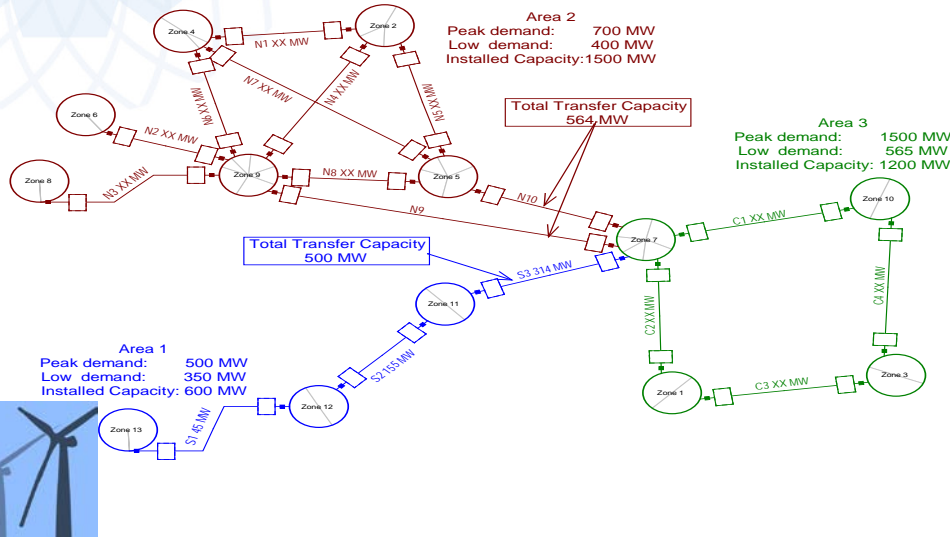 Area 2
Peak demand: 700 MW
Low demand: 400 MW
Installed Capacity:1500 MW
Zone 4
Zone 2
N1 XX MW
N7 XX MW
N4 XX MW
N5 XX MW
N6 XX MW
Total Transfer Capacity
564 MW
Zone 6
N2 XX MW
Area 3
Peak demand: 1500 MW
Low demand: 565 MW
Installed Capacity: 1200 MW
Zone 8
N3 XX MW
Zone 9
N8 XX MW
Zone 5
N10
N9
Zone 10
C1 XX MW
Zone 7
Total Transfer Capacity
500 MW
S3 314 MW
Zone 11
C2 XX MW
C4 XX MW
Area 1
Peak demand: 500 MW
Low demand: 350 MW
Installed Capacity: 600 MW
S2 155 MW
Zone 12
Zone 1
C3 XX MW
Zone 3
Zone 13
S1 45 MW